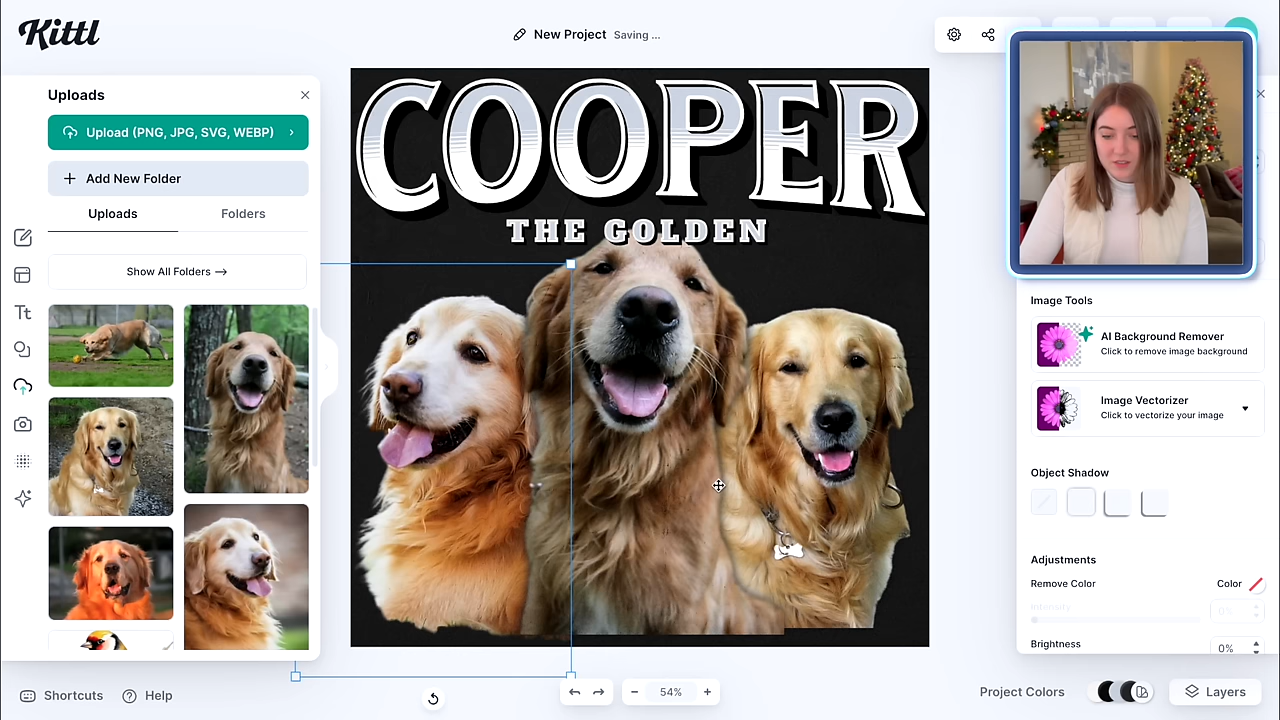 Kittl
New Project Saving ...
Uploads
Upload (PNG, JPG, SVG, WEBP)
Add New Folder
Uploads Folders
Show All Folders
COOPER
THE GOLDEN
Image Tools
AI Background Remover
Click to remove image background
Image Vectorizer
Click to vectorize your image
Object Shadow
Adjustments
Remove Color Color
Intensity 0%
Brightness 0%
Shortcuts Help 54% Project Colors Layers